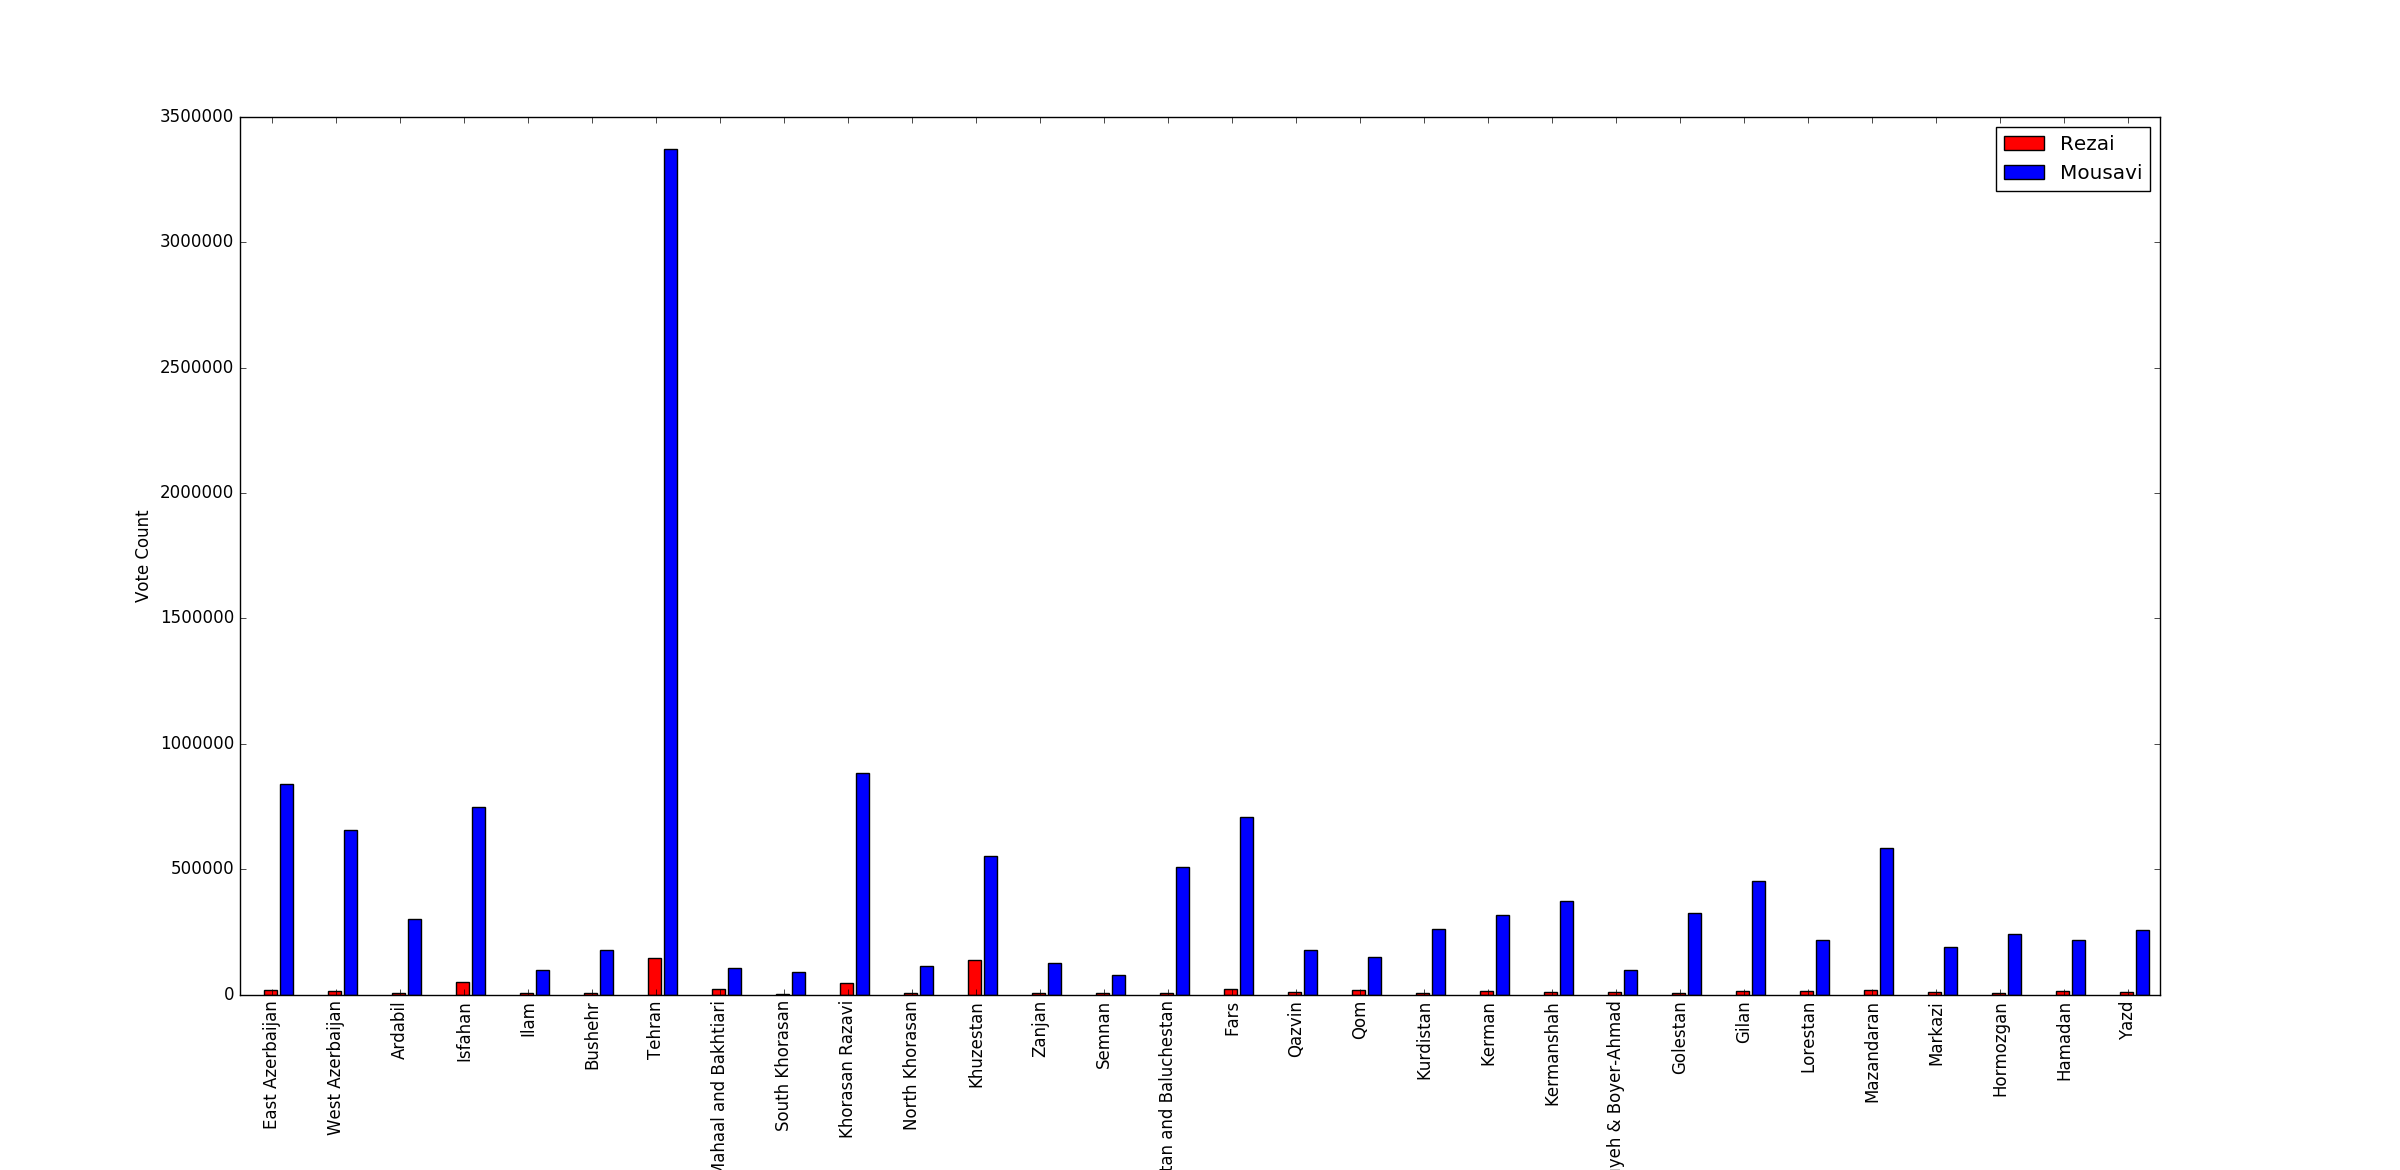 3500000
3000000
2500000
2000000
1500000
1000000
500000
0
Vote Count
Rezai
Mousavi
East Azerbaijan
West Azerbaijan
Ardabil
Isfahan
Ilam
Bushehr
Tehran
Mahaal and Bakhtiari
South Khorasan
Khorasan Razavi
North Khorasan
Khuzestan
Zanjan
Semnan
and Baluchestan
Fars
Qazvin
Qom
Kurdistan
Kerman
Kermanshah
& Boyer-Ahmad
Golestan
Gilan
Lorestan
Mazandaran
Markazi
Hormozgan
Hamadan
Yazd